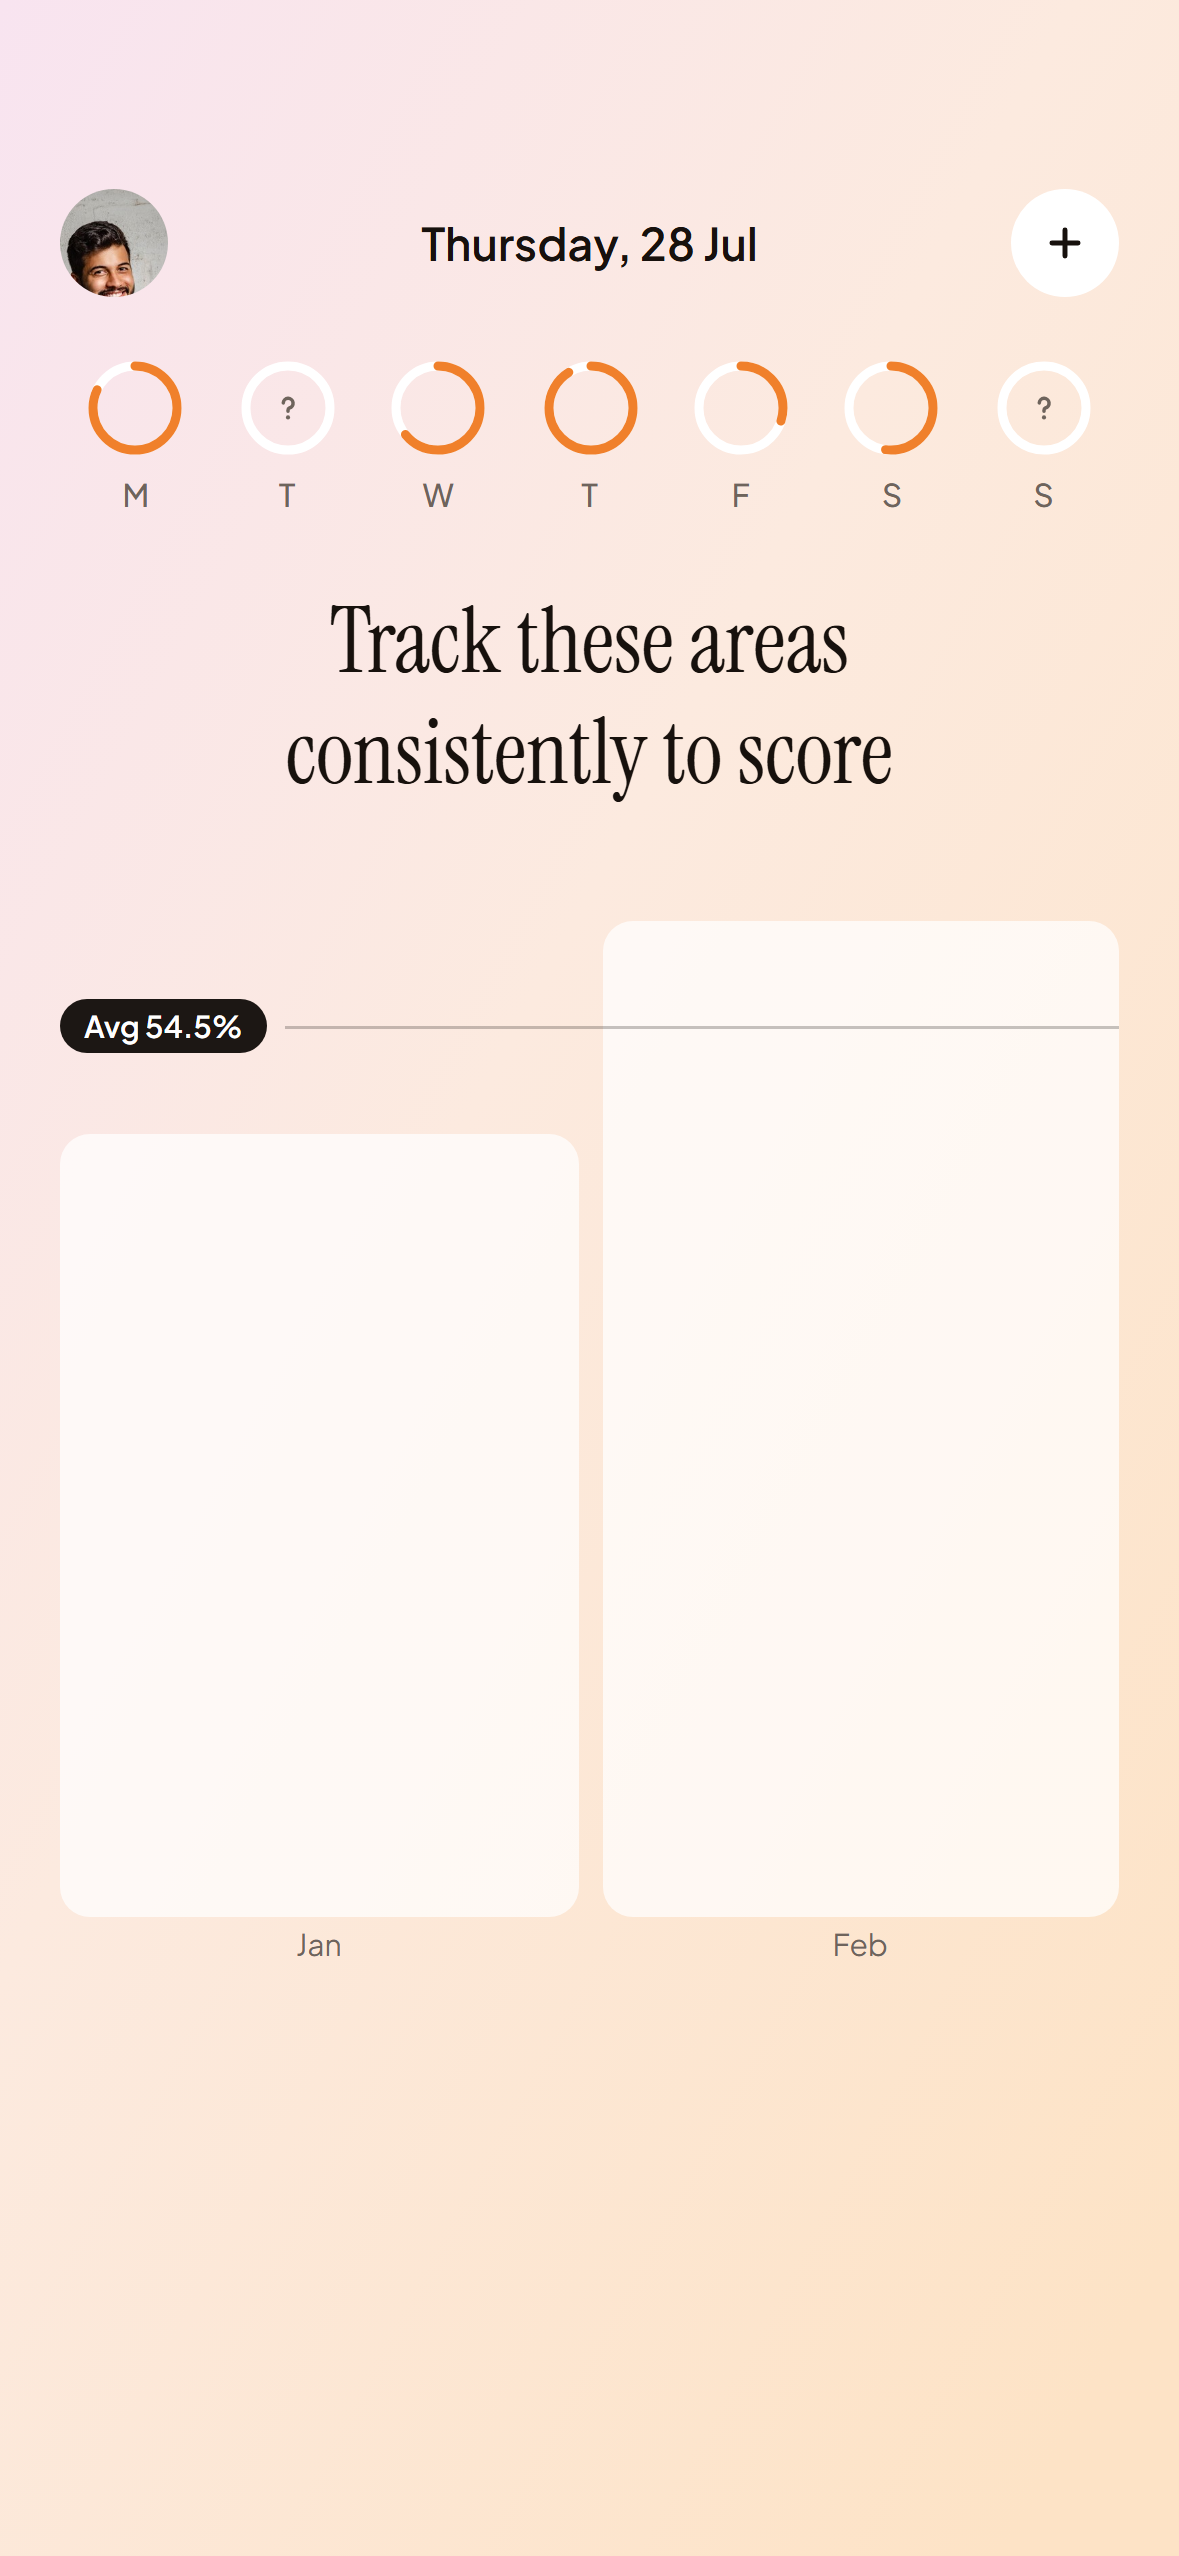 Thursday, 28 Jul
?
?
M T W T F S S
Track these areas
consistently to score
Avg 54.5%
Jan Feb